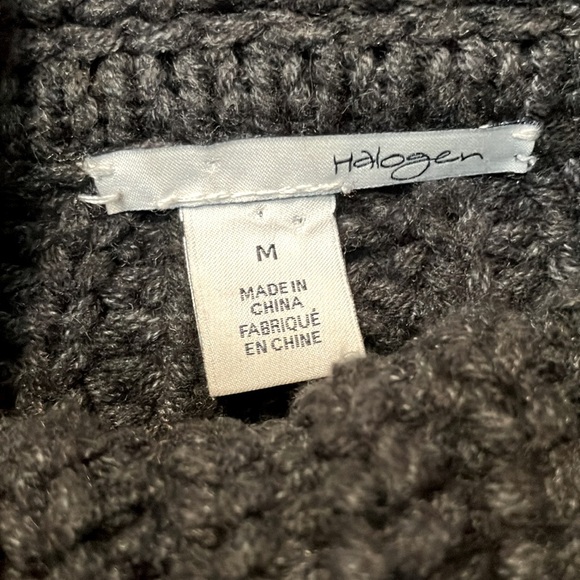 Halogen
M
MADE IN
CHINA
FABRIQUÉ
EN CHINE